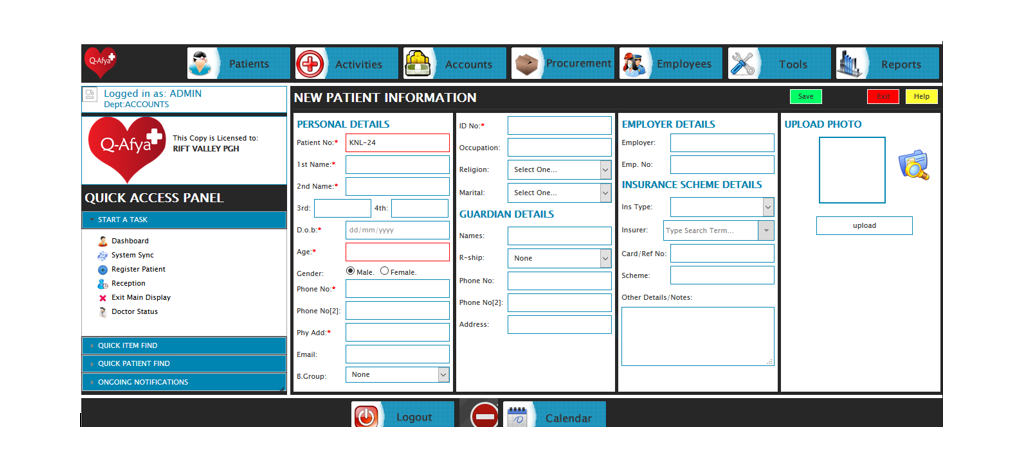 Q-Afya
Patients
Activities
Accounts
Procurement
Employees
Tools
Reports
Logged in as: ADMIN
Dept:ACCOUNTS
Q-Afya
This Copy is Licensed to:
RIFT VALLEY PGH
QUICK ACCESS PANEL
START A TASK
Dashboard
System Sync
Register Patient
Reception
Exit Main Display
Doctor Status
QUICK ITEM FIND
QUICK PATIENT FIND
ONGOING NOTIFICATIONS
NEW PATIENT INFORMATION
Save
Exit
Help
PERSONAL DETAILS
Patient No:* KNL-24
1st Name:*
2nd Name:*
3rd: 4th:
D.o.b:* dd/mm/yyyy
Age:*
Gender: Male. Female.
Phone No:*
Phone No[2]:
Phy Add:*
Email:
B.Group: None
ID No:*
Occupation:
Religion: Select One...
Marital: Select One...
GUARDIAN DETAILS
Names:
R-ship: None
Phone No:
Phone No[2]:
Address:
EMPLOYER DETAILS
Employer:
Emp. No:
INSURANCE SCHEME DETAILS
Ins Type:
Insurer: Type Search Term...
Card/Ref No:
Scheme:
Other Details/Notes:
UPLOAD PHOTO
upload
Logout
Calendar